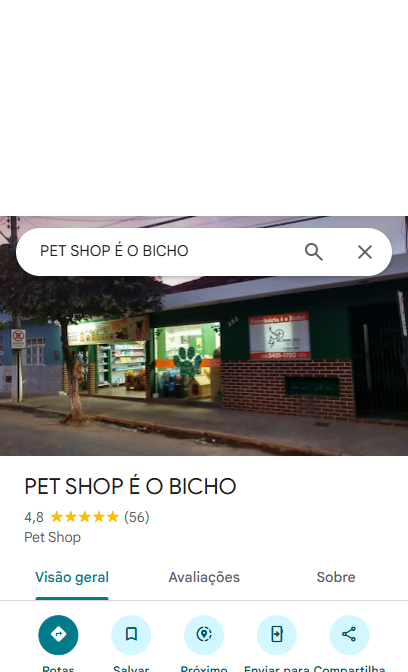 PET SHOP É O BICHO
Veterinária é o Bicho
3451-1750
PET SHOP É O BICHO
4,8 ★★★★★ (56)
Pet Shop
Visão geral Avaliações Sobre
Rotas Salvar Próximo Enviar para Compartilha